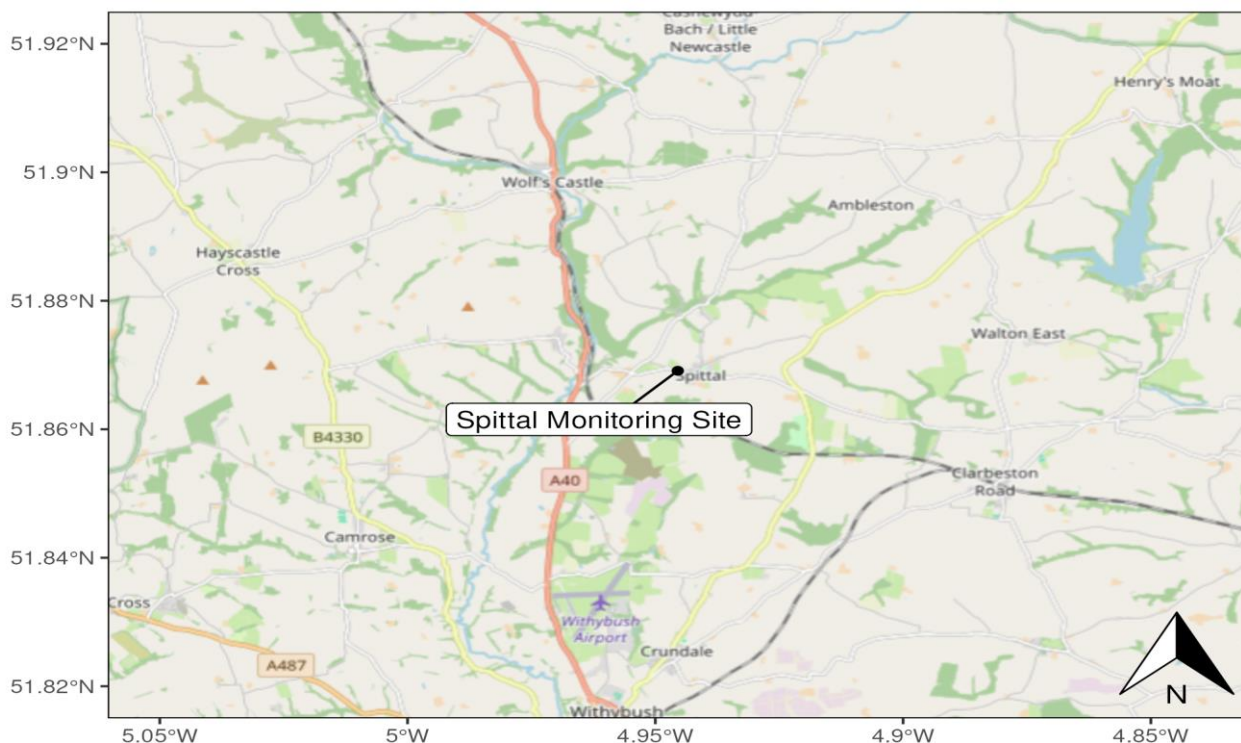 Bach / Little
Newcastle
51.92°N
Henry's Moat
51.9°N
Wolf's Castle
Ambleston
Hayscastle
Cross
51.88°N
Walton East
Spittal
Spittal Monitoring Site
51.86°N
B4330
A40
Clarbeston
Road
Camrose
51.84°N
Cross
Withybush
Airport
Crundale
A487
51.82°N
N
Withybush
5.05°W
5°W
4.95°W
4.9°W
4.85°W